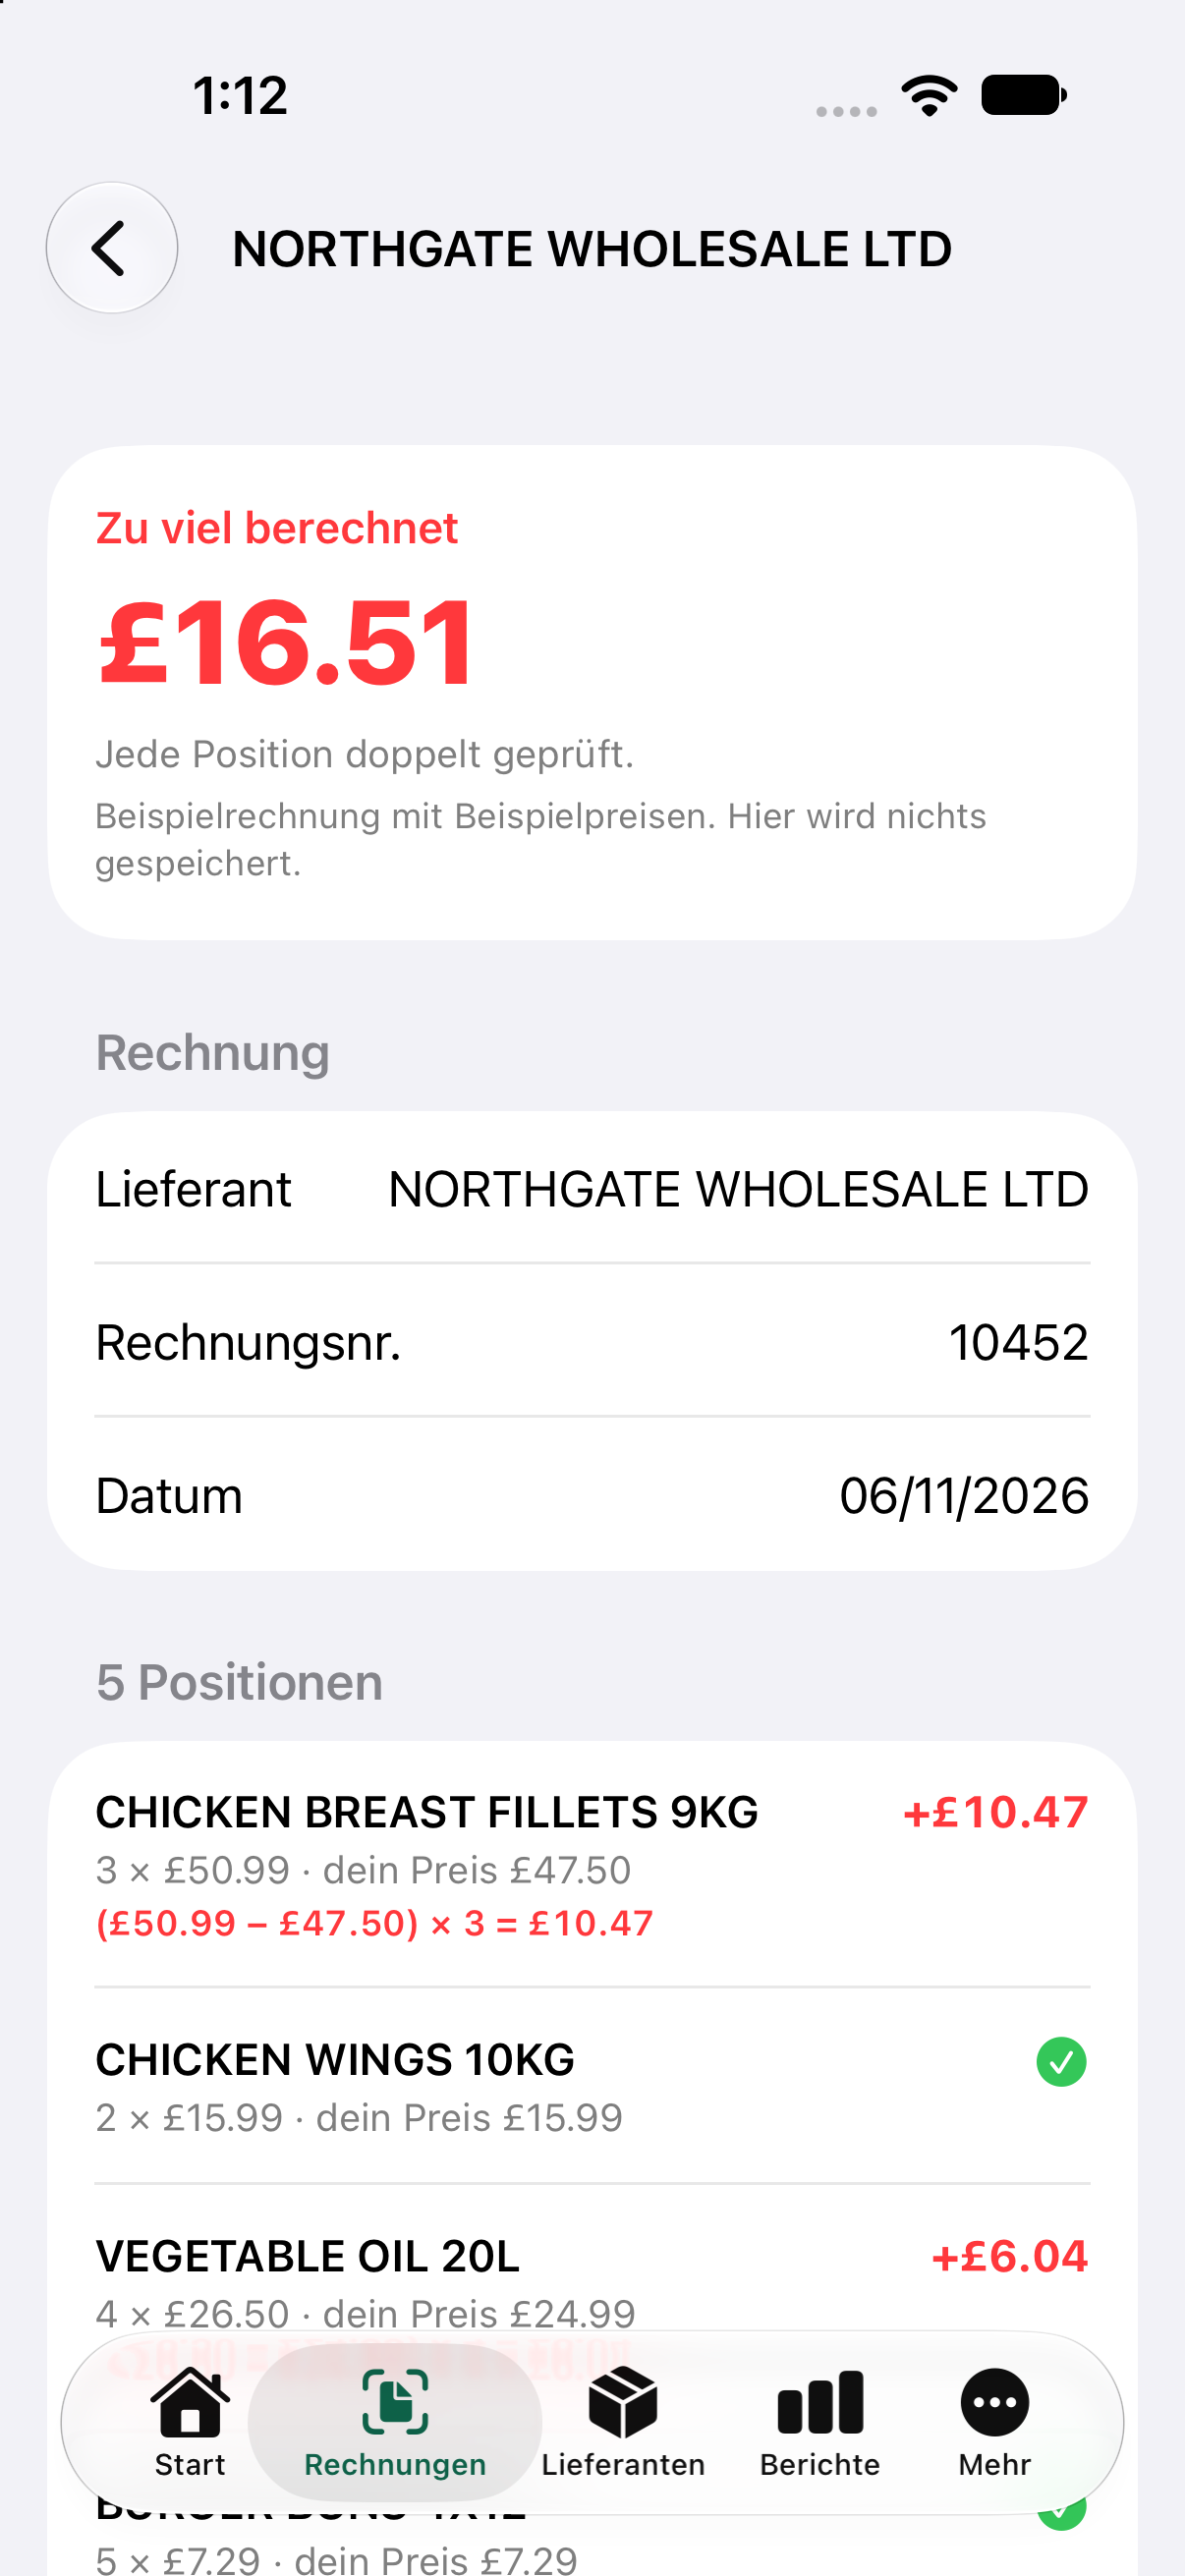 1:12
NORTHGATE WHOLESALE LTD
Zu viel berechnet
£16.51
Jede Position doppelt geprüft.
Beispielrechnung mit Beispielpreisen. Hier wird nichts
gespeichert.
Rechnung
Lieferant NORTHGATE WHOLESALE LTD
Rechnungsnr. 10452
Datum 06/11/2026
5 Positionen
CHICKEN BREAST FILLETS 9KG +£10.47
3 × £50.99 · dein Preis £47.50
(£50.99 – £47.50) × 3 = £10.47
CHICKEN WINGS 10KG
2 × £15.99 · dein Preis £15.99
VEGETABLE OIL 20L +£6.04
4 × £26.50 · dein Preis £24.99
Start Rechnungen Lieferanten Berichte Mehr
5 × £7.29 · dein Preis £7.29